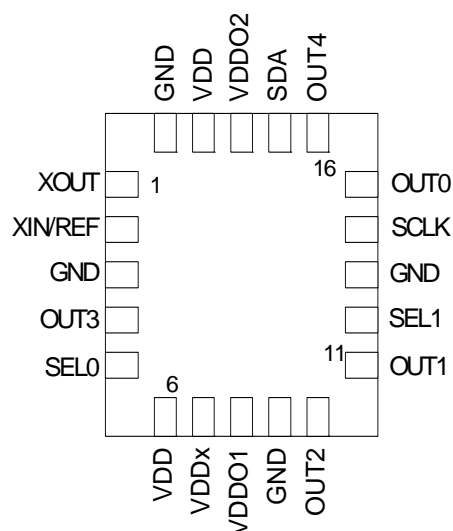 GND VDD VDDO2 SDA OUT4
16
XOUT 1 OUT0
XIN/REF SCLK
GND GND
OUT3 SEL1
SEL0 11 OUT1
6
VDD VDDx VDDO1 GND OUT2